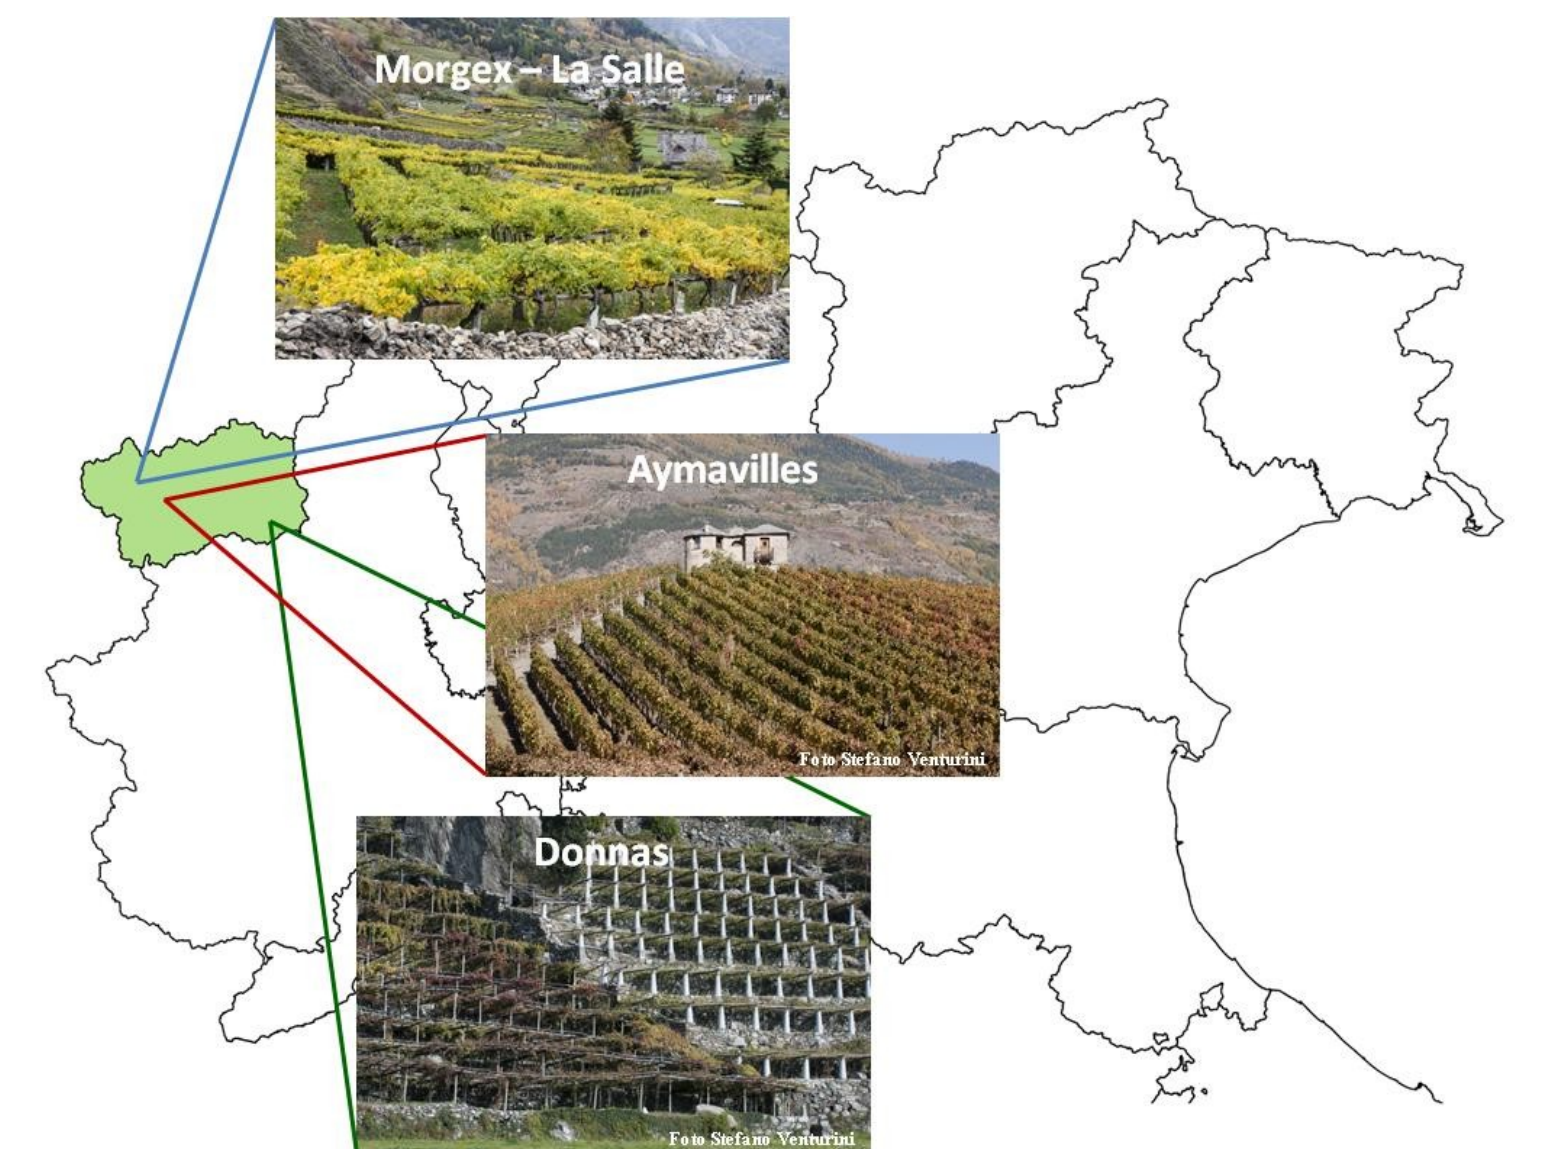 Morgex – La Salle
Aymavilles
Foto Stefano Venturini
Donnas
Foto Stefano Venturini